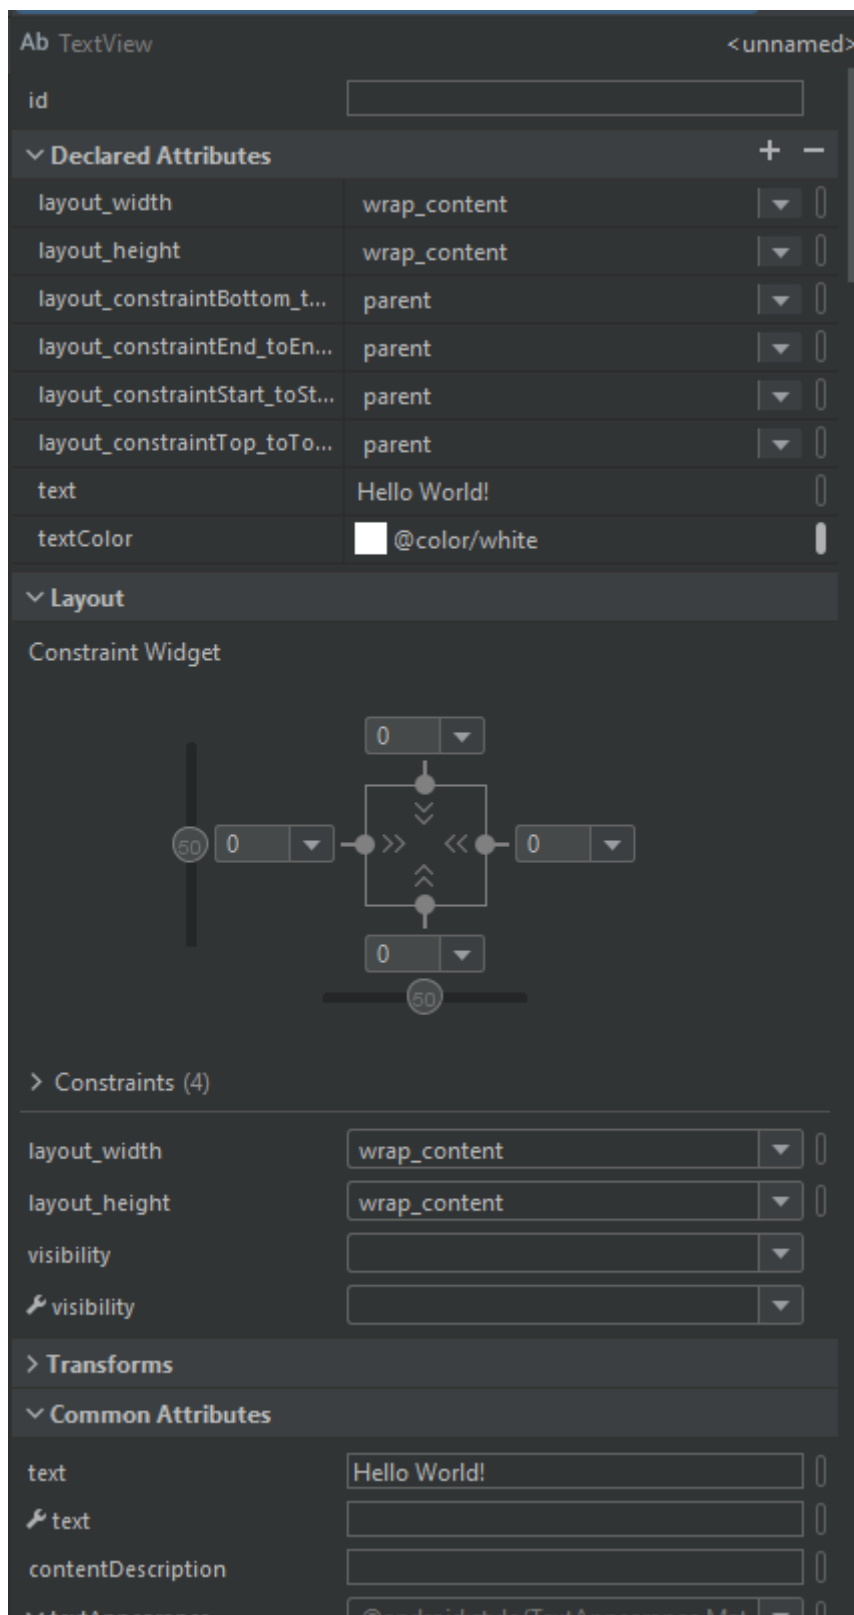 Ab TextView <unnamed>
id
Declared Attributes + −
layout_width wrap_content
layout_height wrap_content
layout_constraintBottom_t... parent
layout_constraintEnd_toEn... parent
layout_constraintStart_toSt... parent
layout_constraintTop_toTo... parent
text Hello World!
textColor @color/white
Layout
Constraint Widget
0
50 0 0
0
50
Constraints (4)
layout_width wrap_content
layout_height wrap_content
visibility
visibility
Transforms
Common Attributes
text Hello World!
text
contentDescription